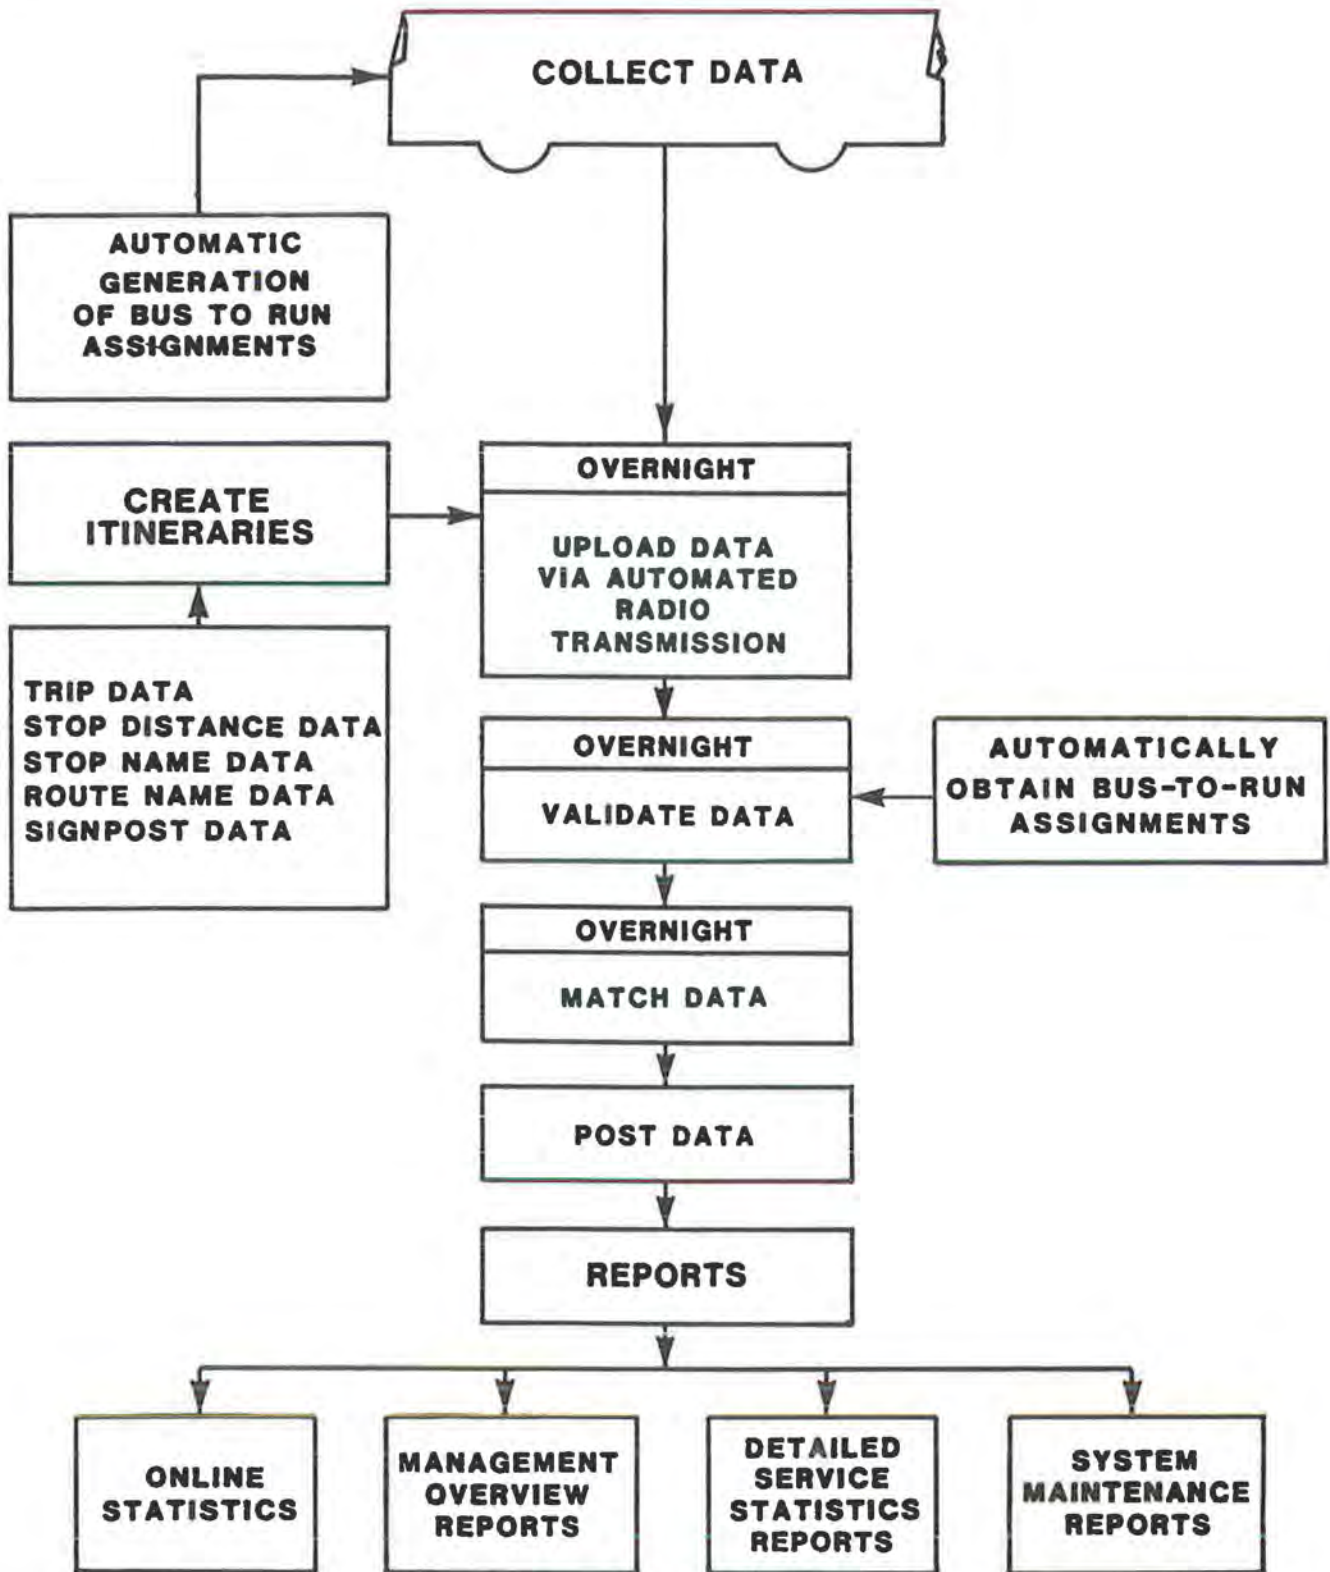 COLLECT DATA
AUTOMATIC
GENERATION
OF BUS TO RUN
ASSIGNMENTS
CREATE
ITINERARIES
TRIP DATA
STOP DISTANCE DATA
STOP NAME DATA
ROUTE NAME DATA
SIGNPOST DATA
OVERNIGHT
UPLOAD DATA
VIA AUTOMATED
RADIO
TRANSMISSION
OVERNIGHT
VALIDATE DATA
AUTOMATICALLY
OBTAIN BUS-TO-RUN
ASSIGNMENTS
OVERNIGHT
MATCH DATA
POST DATA
REPORTS
ONLINE
STATISTICS
MANAGEMENT
OVERVIEW
REPORTS
DETAILED
SERVICE
STATISTICS
REPORTS
SYSTEM
MAINTENANCE
REPORTS